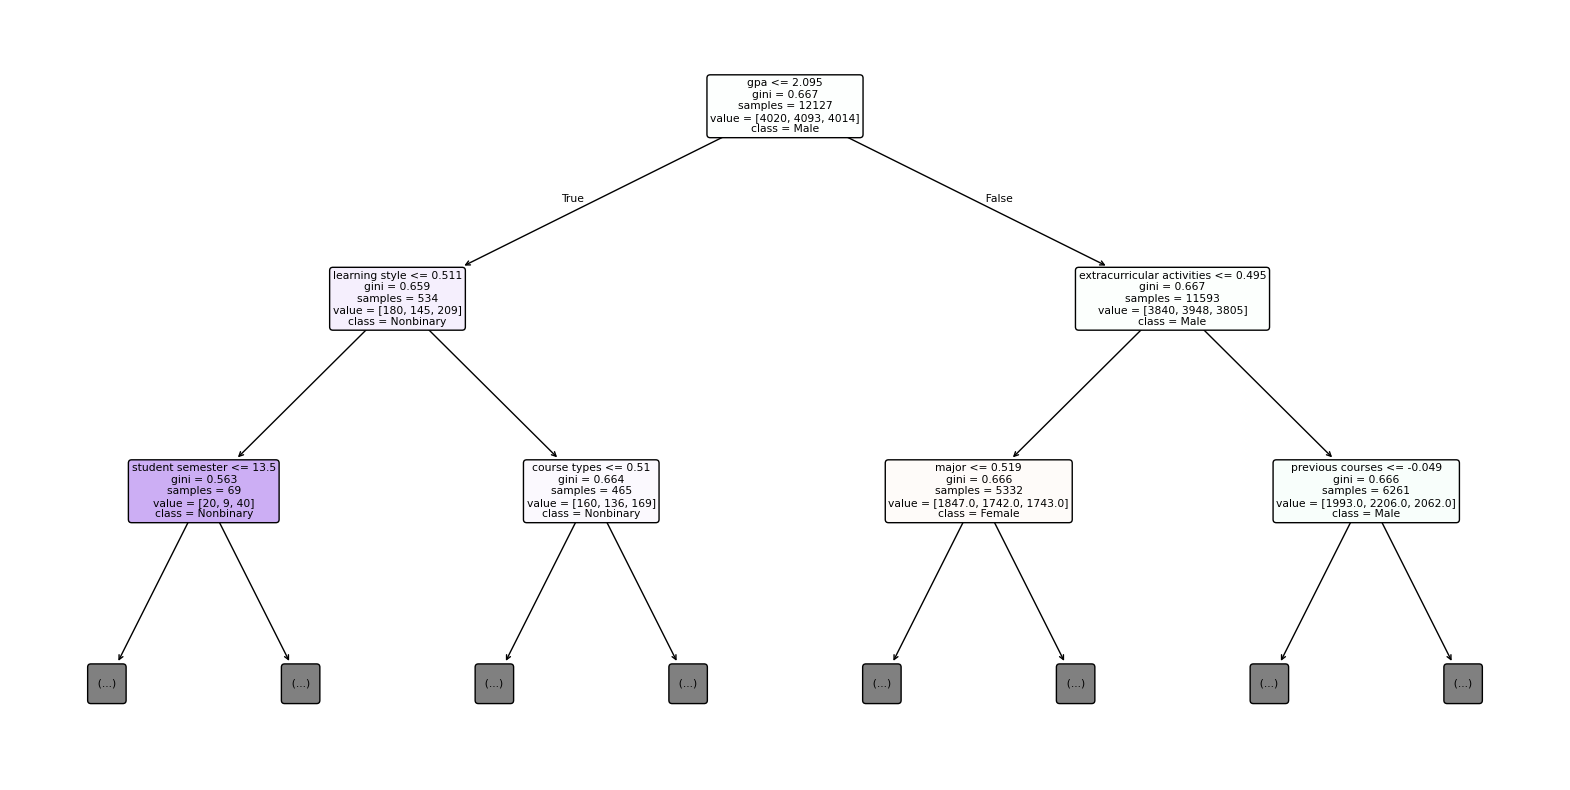 gpa <= 2.095
gini = 0.667
samples = 12127
value = [4020, 4093, 4014]
class = Male
True
False
learning style <= 0.511
gini = 0.659
samples = 534
value = [180, 145, 209]
class = Nonbinary
extracurricular activities <= 0.495
gini = 0.667
samples = 11593
value = [3840, 3948, 3805]
class = Male
student semester <= 13.5
gini = 0.563
samples = 69
value = [20, 9, 40]
class = Nonbinary
course types <= 0.51
gini = 0.664
samples = 465
value = [160, 136, 169]
class = Nonbinary
major <= 0.519
gini = 0.666
samples = 5332
value = [1847.0, 1742.0, 1743.0]
class = Female
previous courses <= -0.049
gini = 0.666
samples = 6261
value = [1993.0, 2206.0, 2062.0]
class = Male
(...)
(...)
(...)
(...)
(...)
(...)
(...)
(...)